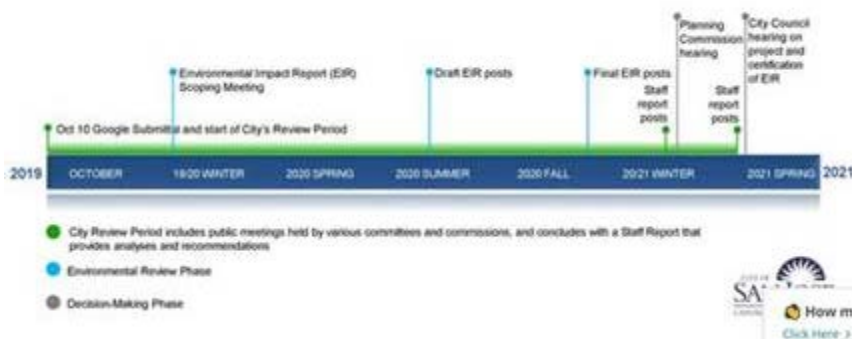 Planning
Commission
hearing
City Council
hearing on
project and
certification
of EIR
Environmental Impact Report (EIR)
Scoping Meeting
Draft EIR posts
Final EIR posts
Staff
report
posts
Staff
report
posts
Oct 10 Google Submittal and start of City's Review Period
2019 OCTOBER 19/20 WINTER 2020 SPRING 2020 SUMMER 2020 FALL 20/21 WINTER 2021 SPRING 2021
City Review Period includes public meetings held by various committees and commissions, and concludes with a Staff Report that
provides analyses and recommendations
Environmental Review Phase
Decision-Making Phase
CITY OF
How m
Click Here >